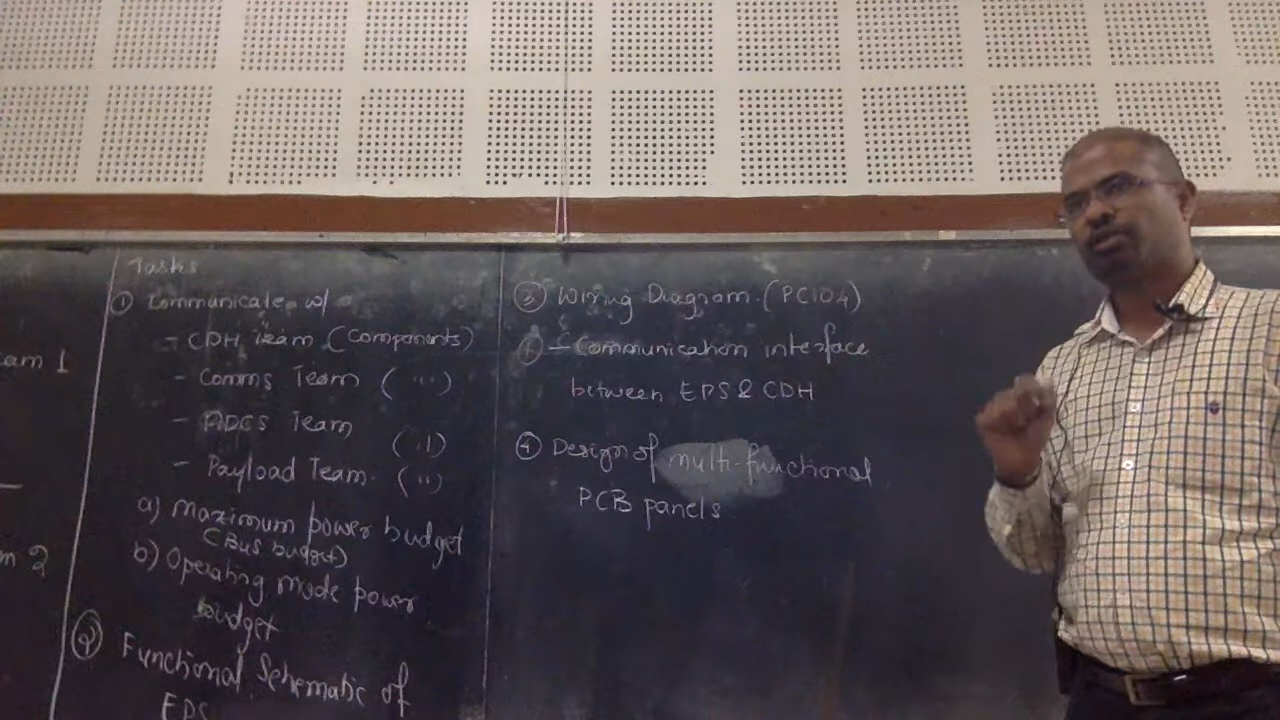 eam 1
m 2
Tasks
① Communicate w/
- CDH Team (Components)
- Comms Team ( " )
- ADCS Team ( " )
- Payload Team. ( " )
a) Maximum power budget
(Bus budget)
b) Operating mode power
budget
② Functional Schematic of
EPS
③ Wiring Diagram. (PC104)
- Communication interface
between EPS & CDH
④ Design of multi-functional
PCB panels